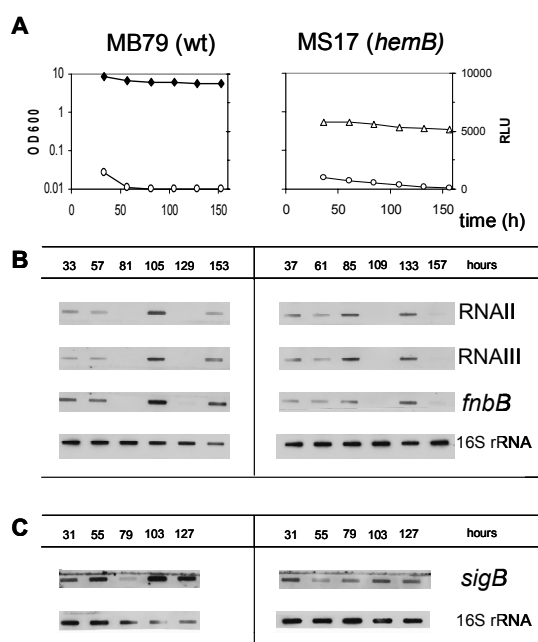 A
MB79 (wt)
MS17 (hemB)
10
1
0.1
0.01
OD600
0 50 100 150
0 50 100 150
10000
5000
0
RLU
time (h)
B
33 57 81 105 129 153
37 61 85 109 133 157 hours
RNAII
RNAIII
fnbB
16S rRNA
C
31 55 79 103 127
31 55 79 103 127 hours
sigB
16S rRNA